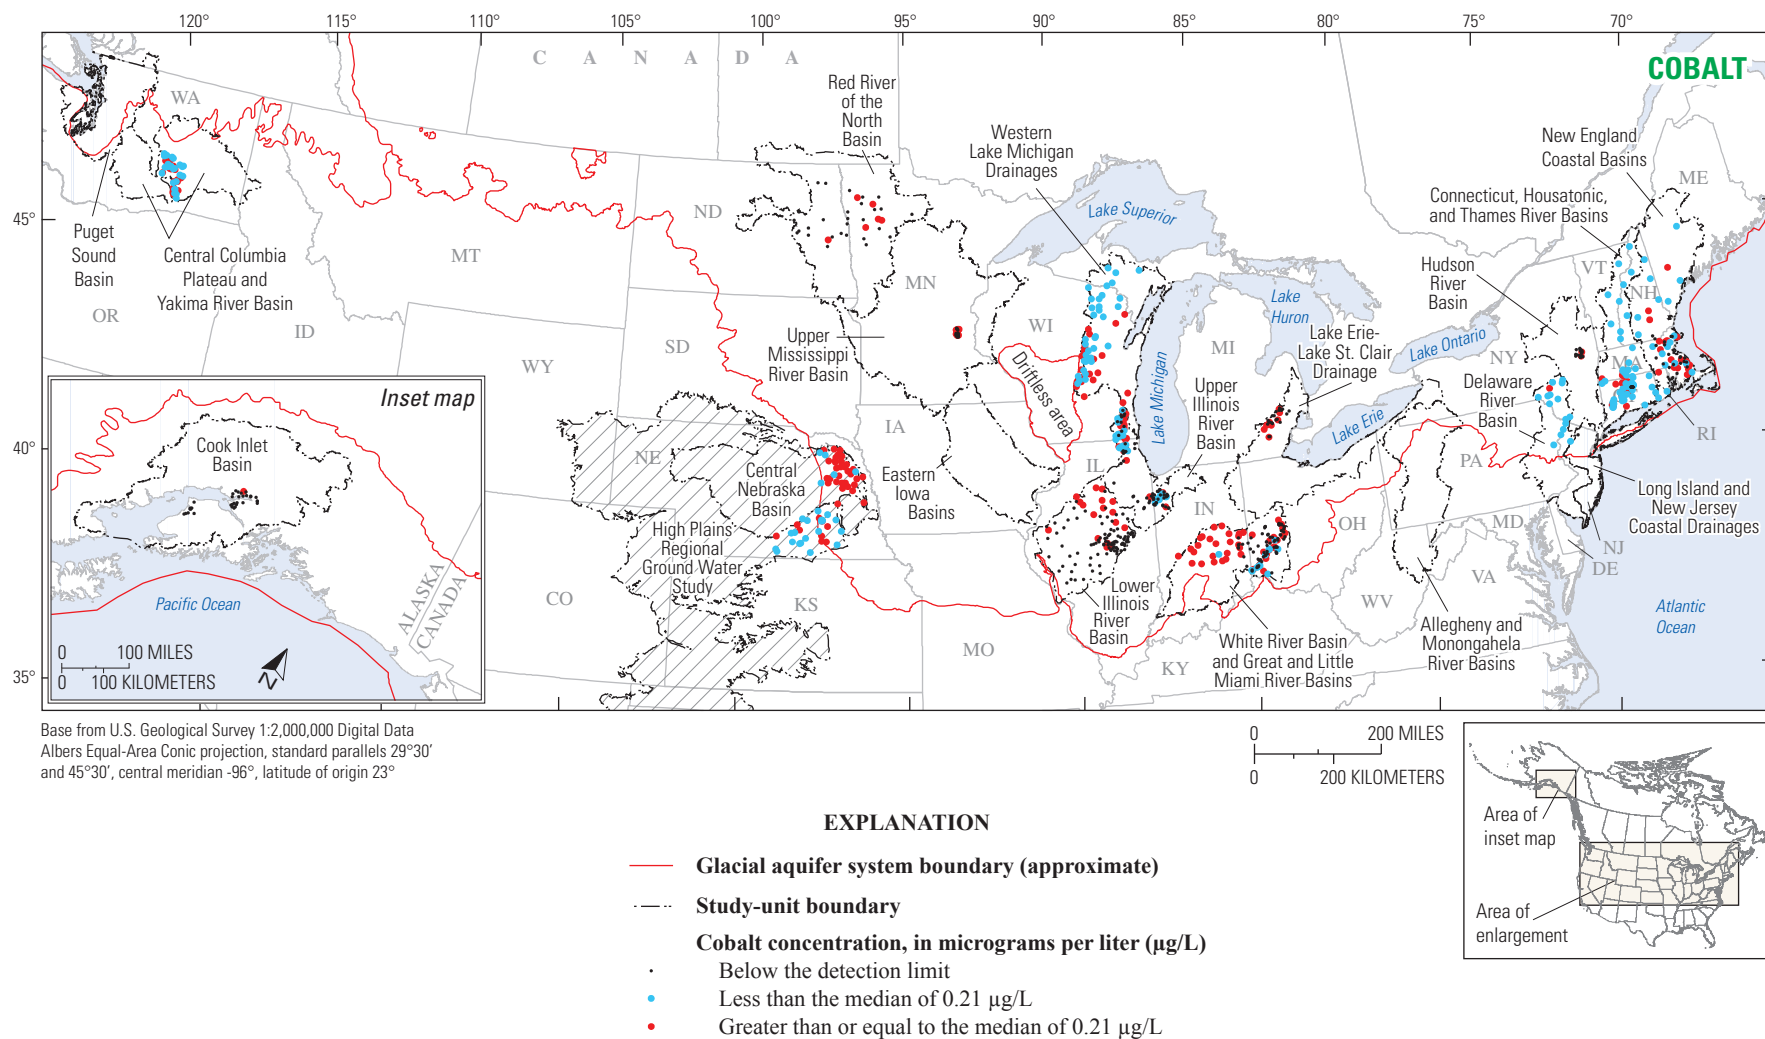 120°
115°
110°
105°
100°
95°
90°
85°
80°
75°
70°
COBALT
C A N A D A
WA
Red River
of the
North
Basin
Western
Lake Michigan
Drainages
New England
Coastal Basins
ME
Connecticut, Housatonic,
and Thames River Basins
Lake Superior
45°
ND
Puget
Sound
Basin
Central Columbia
Plateau and
Yakima River Basin
MT
MN
Hudson
River
Basin
VT
NH
OR
ID
WI
Lake
Huron
Lake Erie-
Lake St. Clair
Drainage
Lake Ontario
SD
Upper
Mississippi
River Basin
MI
NY
MA
WY
Driftless area
Lake Michigan
Upper
Illinois
River
Basin
Delaware
River
Basin
Inset map
Lake Erie
RI
IA
40°
Cook Inlet
Basin
NE
Central
Nebraska
Basin
Eastern
Iowa
Basins
IL
PA
IN
OH
Long Island and
New Jersey
Coastal Drainages
High Plains
Regional
Ground Water
Study
MD
NJ
DE
VA
WV
Pacific Ocean
ALASKA
CANADA
CO
KS
Lower
Illinois
River
Basin
Atlantic
Ocean
MO
KY
White River Basin
and Great and Little
Miami River Basins
Allegheny and
Monongahela
River Basins
0 100 MILES
0 100 KILOMETERS
N
35°
Base from U.S. Geological Survey 1:2,000,000 Digital Data
Albers Equal-Area Conic projection, standard parallels 29°30′
and 45°30′, central meridian -96°, latitude of origin 23°
0 200 MILES
0 200 KILOMETERS
Area of
inset map
Area of
enlargement
EXPLANATION
Glacial aquifer system boundary (approximate)
Study-unit boundary
Cobalt concentration, in micrograms per liter (µg/L)
Below the detection limit
Less than the median of 0.21 µg/L
Greater than or equal to the median of 0.21 µg/L